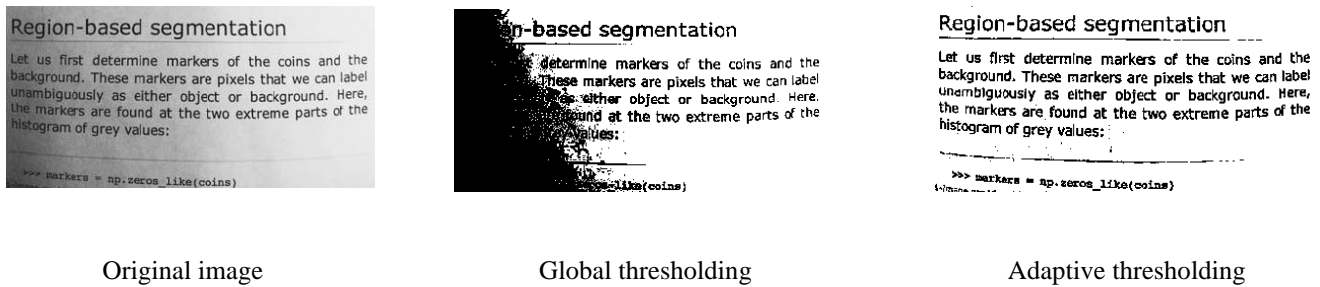 Region-based segmentation
Let us first determine markers of the coins and the
background. These markers are pixels that we can label
unambiguously as either object or background. Here,
the markers are found at the two extreme parts of the
histogram of grey values:
>>> markers = np.zeros_like(coins)
n-based segmentation
determine markers of the coins and the
These markers are pixels that we can label
as either object or background. Here.
found at the two extreme parts of the
grey values:
zeros_like(coins)
Region-based segmentation
Let us first determine markers of the coins and the
background. These markers are pixels that we can label
unambiguously as either object or background. Here,
the markers are found at the two extreme parts of the
histogram of grey values:
>>> markers = np.zeros_like(coins)
Original image
Global thresholding
Adaptive thresholding